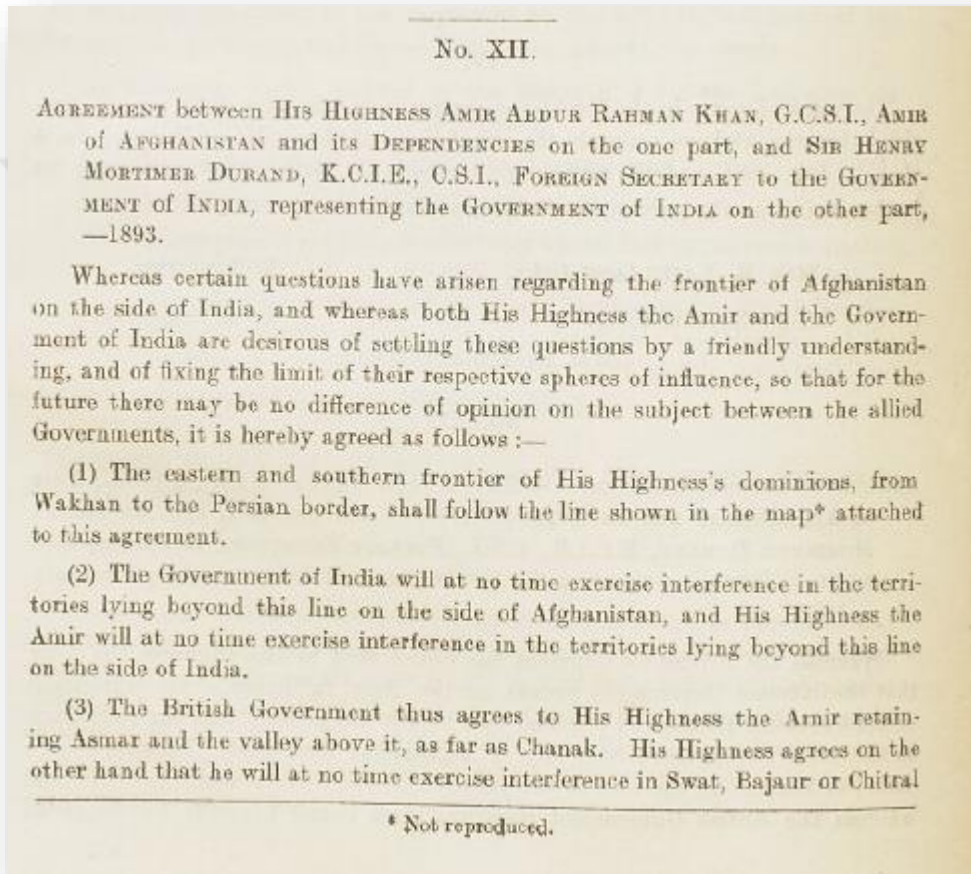 No. XII.
AGREEMENT between HIS HIGHNESS AMIR ABDUR RAHMAN KHAN, G.C.S.I., AMIR
of AFGHANISTAN and its DEPENDENCIES on the one part, and SIR HENRY
MORTIMER DURAND, K.C.I.E., C.S.I., FOREIGN SECRETARY to the GOVERN-
MENT of INDIA, representing the GOVERNMENT of INDIA on the other part,
—1893.
Whereas certain questions have arisen regarding the frontier of Afghanistan
on the side of India, and whereas both His Highness the Amir and the Govern-
ment of India are desirous of settling these questions by a friendly understand-
ing, and of fixing the limit of their respective spheres of influence, so that for the
future there may be no difference of opinion on the subject between the allied
Governments, it is hereby agreed as follows :—
(1) The eastern and southern frontier of His Highness's dominions, from
Wakhan to the Persian border, shall follow the line shown in the map* attached
to this agreement.
(2) The Government of India will at no time exercise interference in the terri-
tories lying beyond this line on the side of Afghanistan, and His Highness the
Amir will at no time exercise interference in the territories lying beyond this line
on the side of India.
(3) The British Government thus agrees to His Highness the Amir retain-
ing Asmar and the valley above it, as far as Chanak. His Highness agrees on the
other hand that he will at no time exercise interference in Swat, Bajaur or Chitral
* Not reproduced.